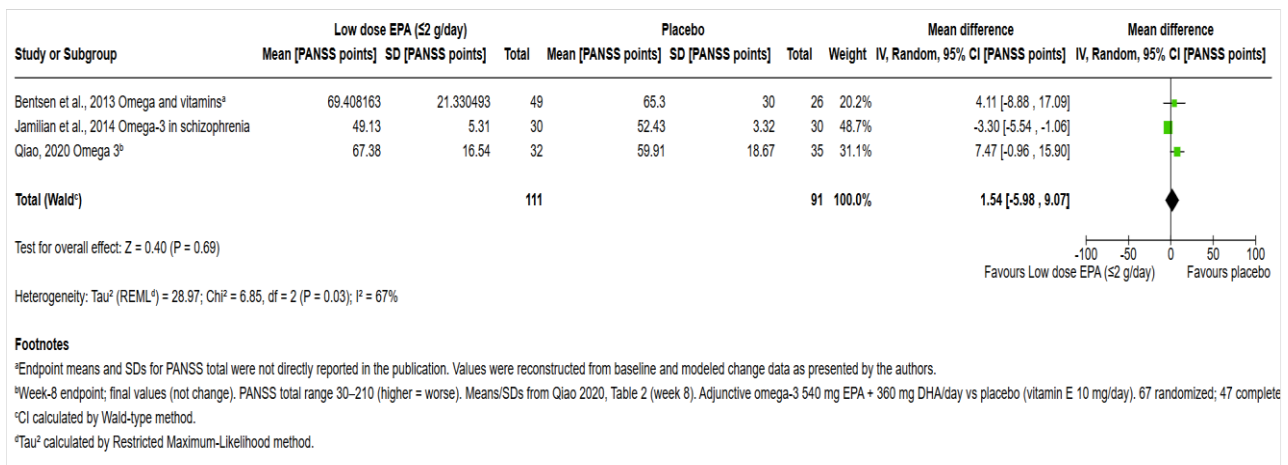 Low dose EPA (≤2 g/day) Placebo Mean difference Mean difference
Study or Subgroup Mean [PANSS points] SD [PANSS points] Total Mean [PANSS points] SD [PANSS points] Total Weight IV, Random, 95% CI [PANSS points] IV, Random, 95% CI [PANSS points]
Bentsen et al., 2013 Omega and vitaminsᵃ 69.408163 21.330493 49 65.3 30 26 20.2% 4.11 [-8.88 , 17.09]
Jamilian et al., 2014 Omega-3 in schizophrenia 49.13 5.31 30 52.43 3.32 30 48.7% -3.30 [-5.54 , -1.06]
Qiao, 2020 Omega 3ᵇ 67.38 16.54 32 59.91 18.67 35 31.1% 7.47 [-0.96 , 15.90]
Total (Waldᶜ) 111 91 100.0% 1.54 [-5.98 , 9.07]
Test for overall effect: Z = 0.40 (P = 0.69)
-100 -50 0 50 100
Favours Low dose EPA (≤2 g/day) Favours placebo
Heterogeneity: Tau² (REMLᵈ) = 28.97; Chi² = 6.85, df = 2 (P = 0.03); I² = 67%
Footnotes
ᵃEndpoint means and SDs for PANSS total were not directly reported in the publication. Values were reconstructed from baseline and modeled change data as presented by the authors.
ᵇWeek-8 endpoint; final values (not change). PANSS total range 30–210 (higher = worse). Means/SDs from Qiao 2020, Table 2 (week 8). Adjunctive omega-3 540 mg EPA + 360 mg DHA/day vs placebo (vitamin E 10 mg/day). 67 randomized; 47 complete
ᶜCI calculated by Wald-type method.
ᵈTau² calculated by Restricted Maximum-Likelihood method.